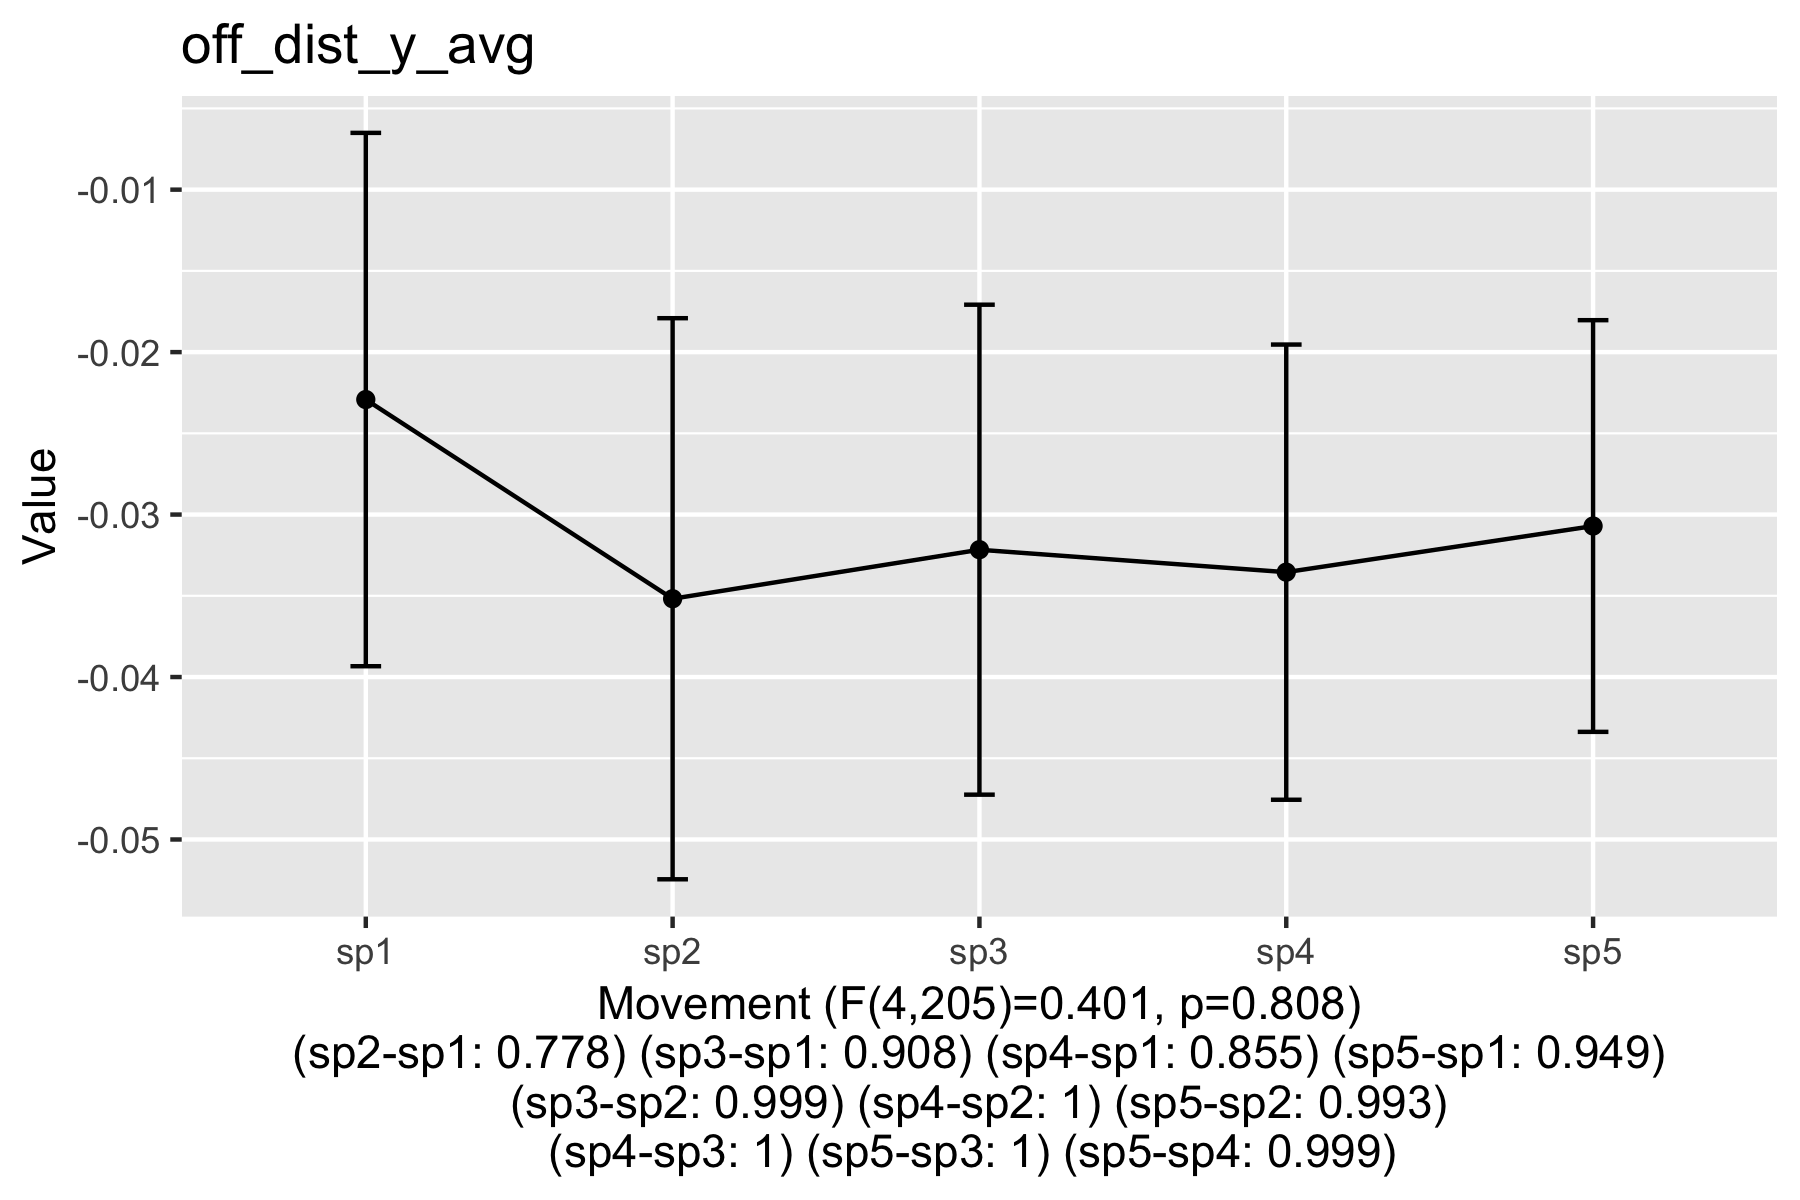 off_dist_y_avg
Value
-0.01
-0.02
-0.03
-0.04
-0.05
sp1 sp2 sp3 sp4 sp5
Movement (F(4,205)=0.401, p=0.808)
(sp2-sp1: 0.778) (sp3-sp1: 0.908) (sp4-sp1: 0.855) (sp5-sp1: 0.949)
(sp3-sp2: 0.999) (sp4-sp2: 1) (sp5-sp2: 0.993)
(sp4-sp3: 1) (sp5-sp3: 1) (sp5-sp4: 0.999)